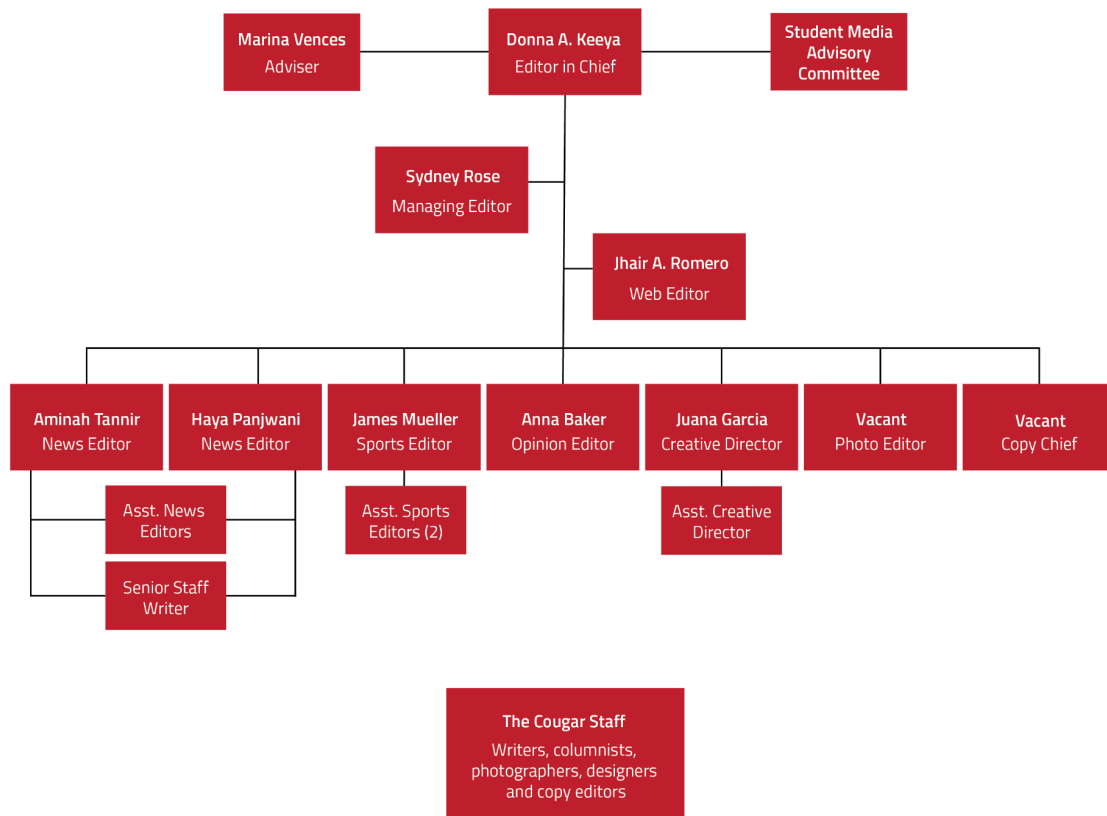 Marina Vences
Adviser
Donna A. Keeya
Editor in Chief
Student Media
Advisory
Committee
Sydney Rose
Managing Editor
Jhair A. Romero
Web Editor
Aminah Tannir
News Editor
Haya Panjwani
News Editor
James Mueller
Sports Editor
Anna Baker
Opinion Editor
Juana Garcia
Creative Director
Vacant
Photo Editor
Vacant
Copy Chief
Asst. News
Editors
Asst. Sports
Editors (2)
Asst. Creative
Director
Senior Staff
Writer
The Cougar Staff
Writers, columnists,
photographers, designers
and copy editors